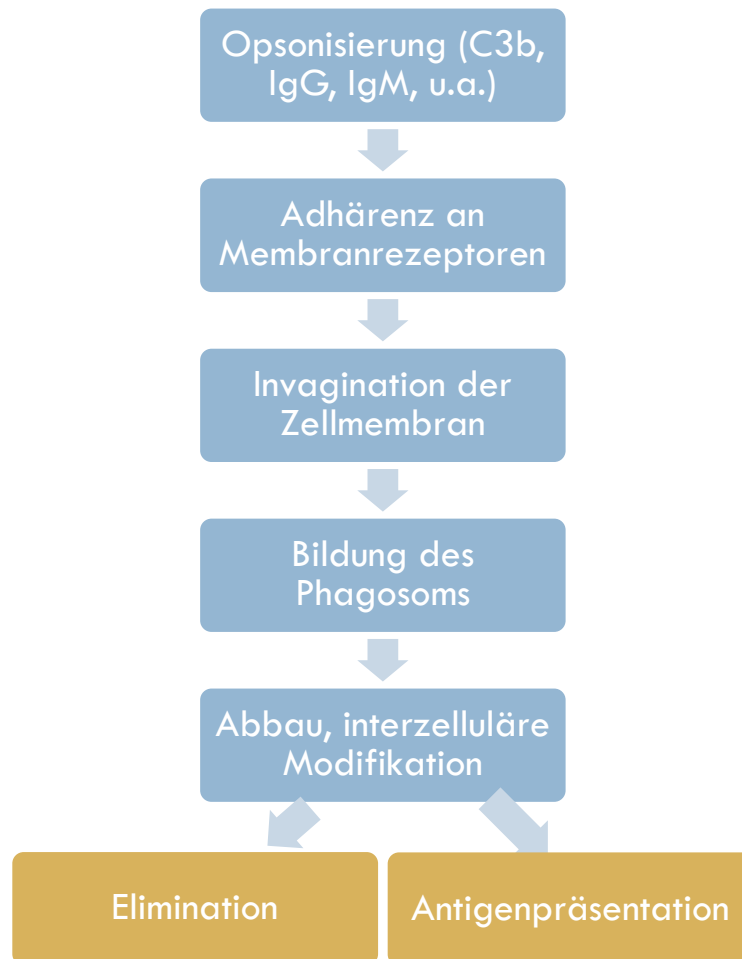 Opsonisierung (C3b,
IgG, IgM, u.a.)
Adhärenz an
Membranrezeptoren
Invagination der
Zellmembran
Bildung des
Phagosoms
Abbau, interzelluläre
Modifikation
Elimination
Antigenpräsentation